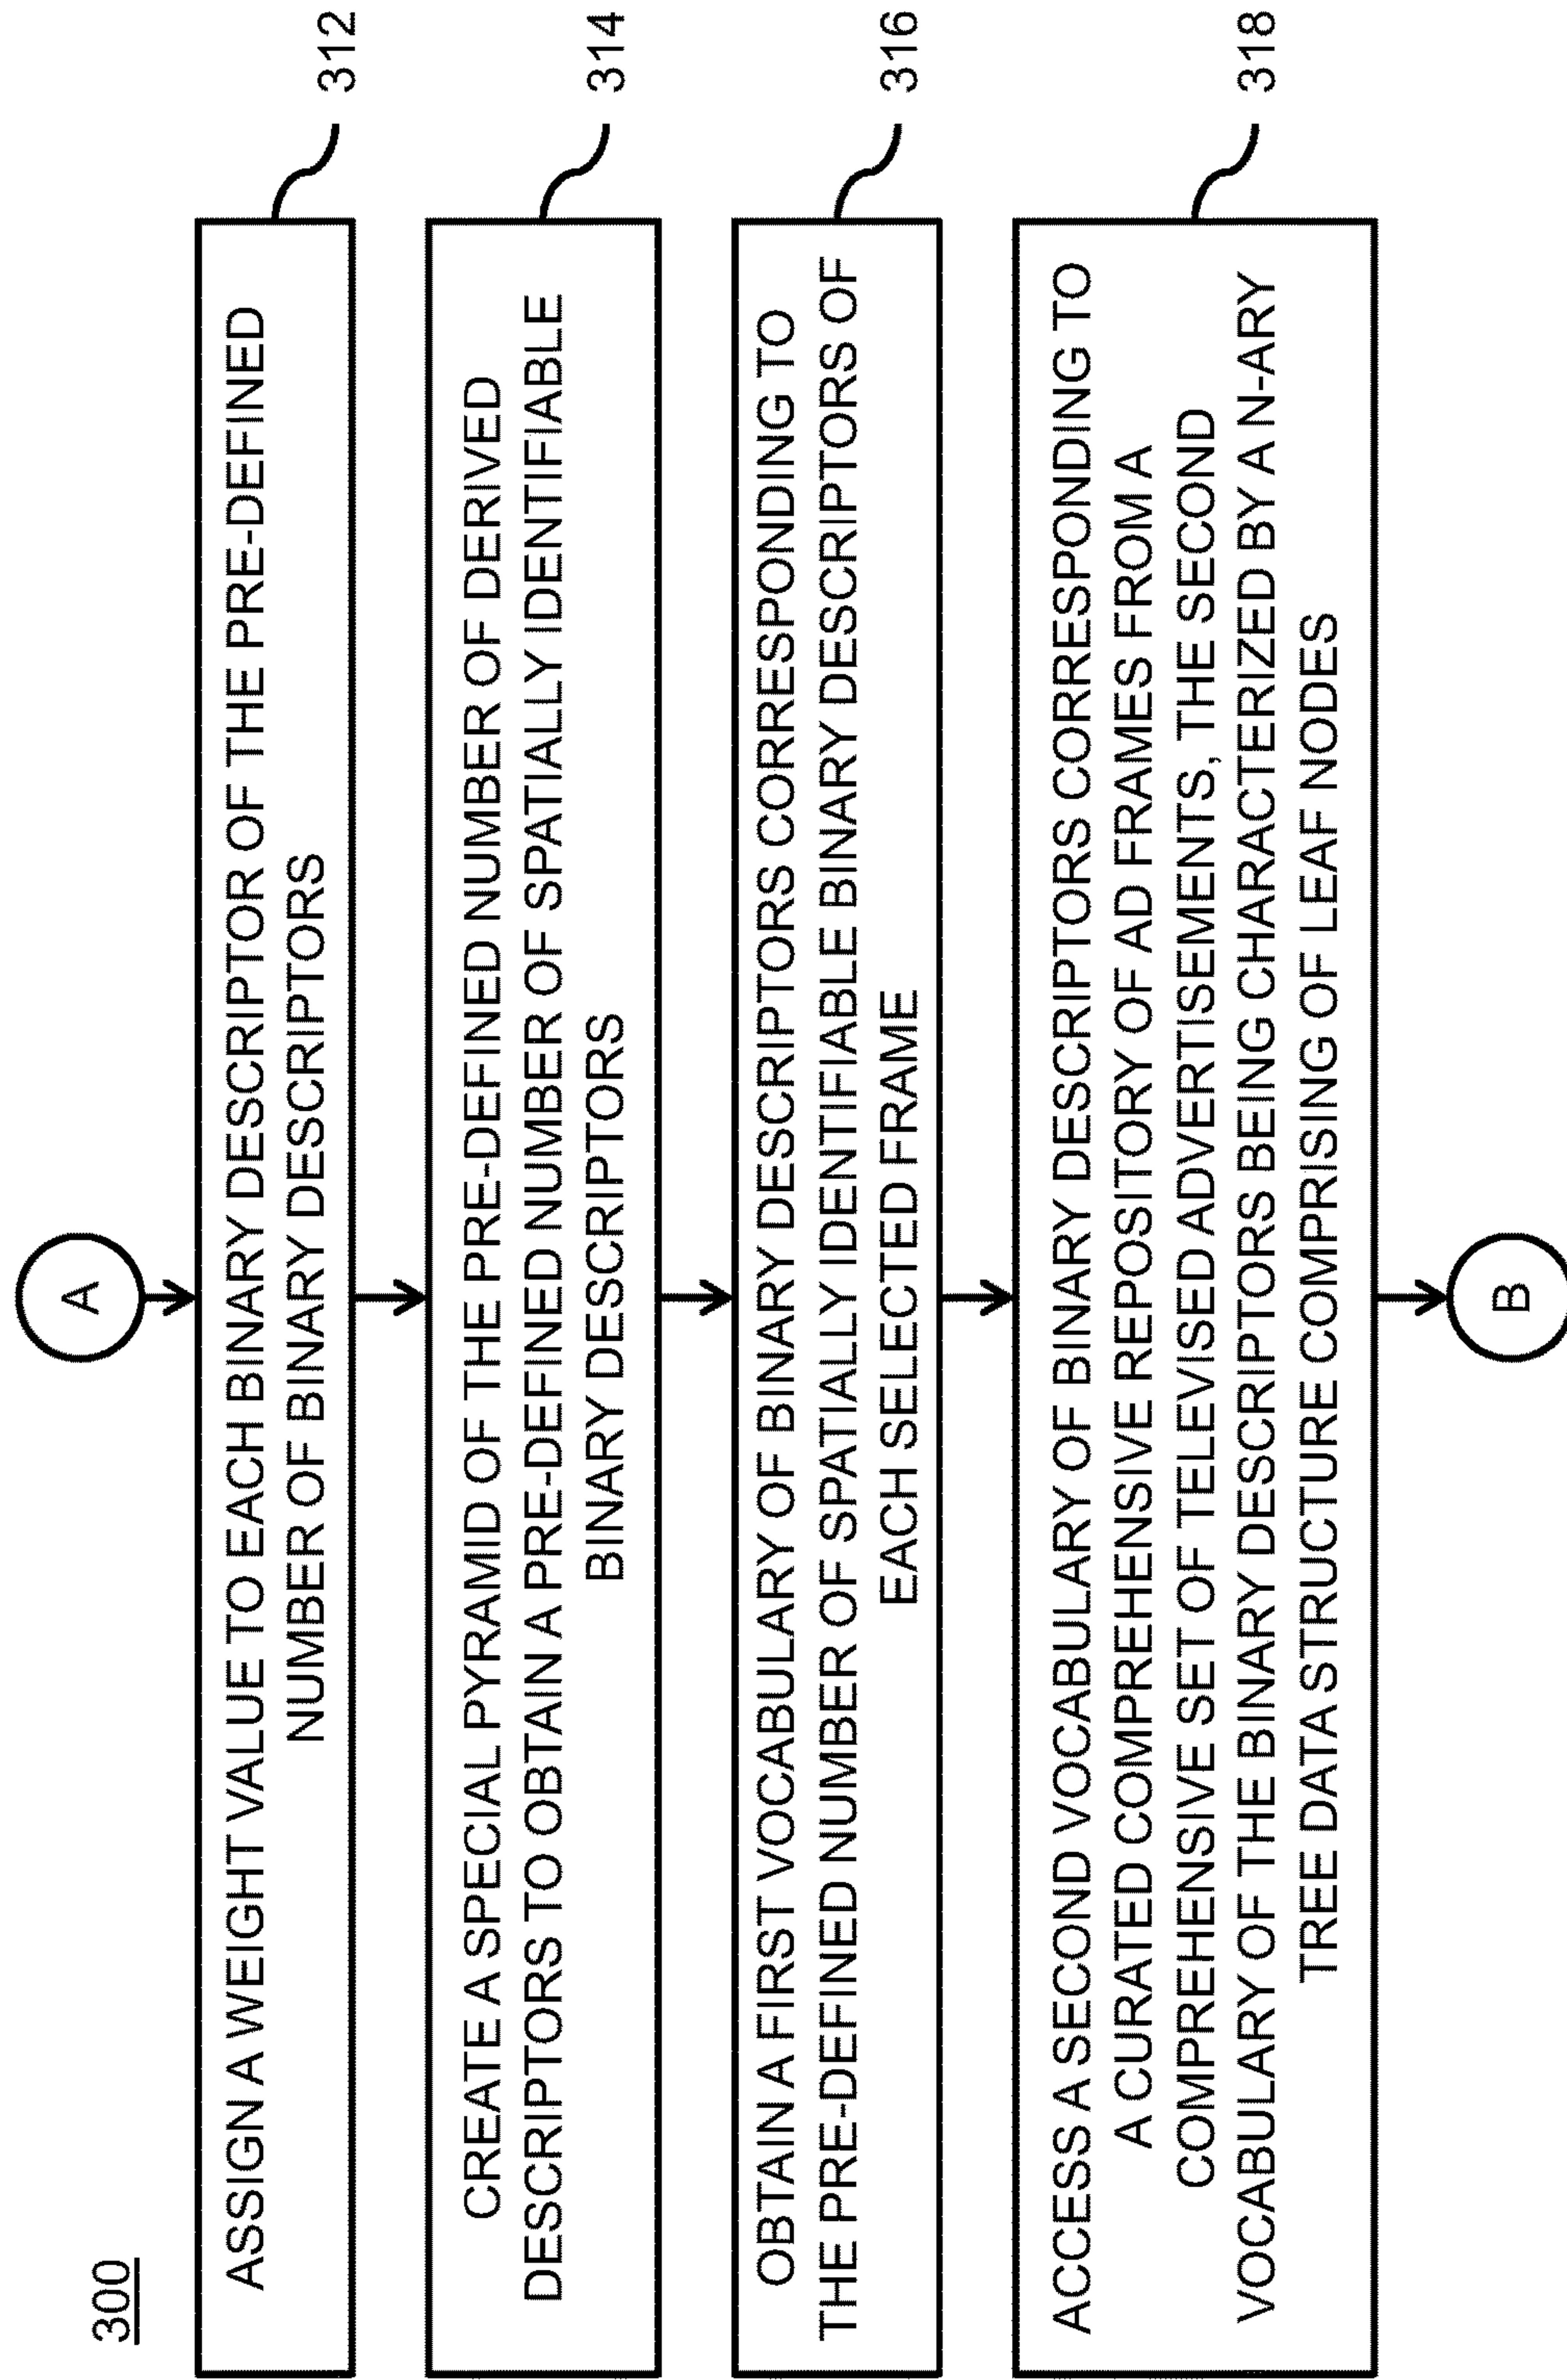 300
A
ASSIGN A WEIGHT VALUE TO EACH BINARY DESCRIPTOR OF THE PRE-DEFINED
NUMBER OF BINARY DESCRIPTORS
312
CREATE A SPECIAL PYRAMID OF THE PRE-DEFINED NUMBER OF DERIVED
DESCRIPTORS TO OBTAIN A PRE-DEFINED NUMBER OF SPATIALLY IDENTIFIABLE
BINARY DESCRIPTORS
314
OBTAIN A FIRST VOCABULARY OF BINARY DESCRIPTORS CORRESPONDING TO
THE PRE-DEFINED NUMBER OF SPATIALLY IDENTIFIABLE BINARY DESCRIPTORS OF
EACH SELECTED FRAME
316
ACCESS A SECOND VOCABULARY OF BINARY DESCRIPTORS CORRESPONDING TO
A CURATED COMPREHENSIVE REPOSITORY OF AD FRAMES FROM A
COMPREHENSIVE SET OF TELEVISED ADVERTISEMENTS, THE SECOND
VOCABULARY OF THE BINARY DESCRIPTORS BEING CHARACTERIZED BY A N-ARY
TREE DATA STRUCTURE COMPRISING OF LEAF NODES
318
B